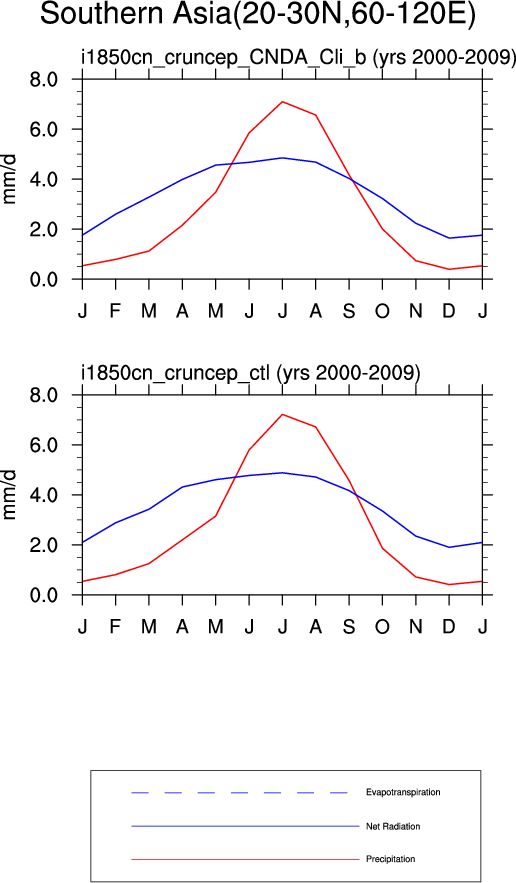 Southern Asia(20-30N,60-120E)
i1850cn_cruncep_CNDA_Cli_b (yrs 2000-2009)
8.0
6.0
4.0
2.0
0.0
mm/d
J F M A M J J A S O N D J
i1850cn_cruncep_ctl (yrs 2000-2009)
8.0
6.0
4.0
2.0
0.0
mm/d
J F M A M J J A S O N D J
Evapotranspiration
Net Radiation
Precipitation